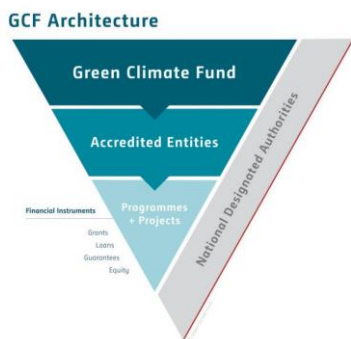 GCF Architecture
Green Climate Fund
Accredited Entities
Programmes
+ Projects
Financial Instruments
Grants
Loans
Guarantees
Equity
National Designated Authorities